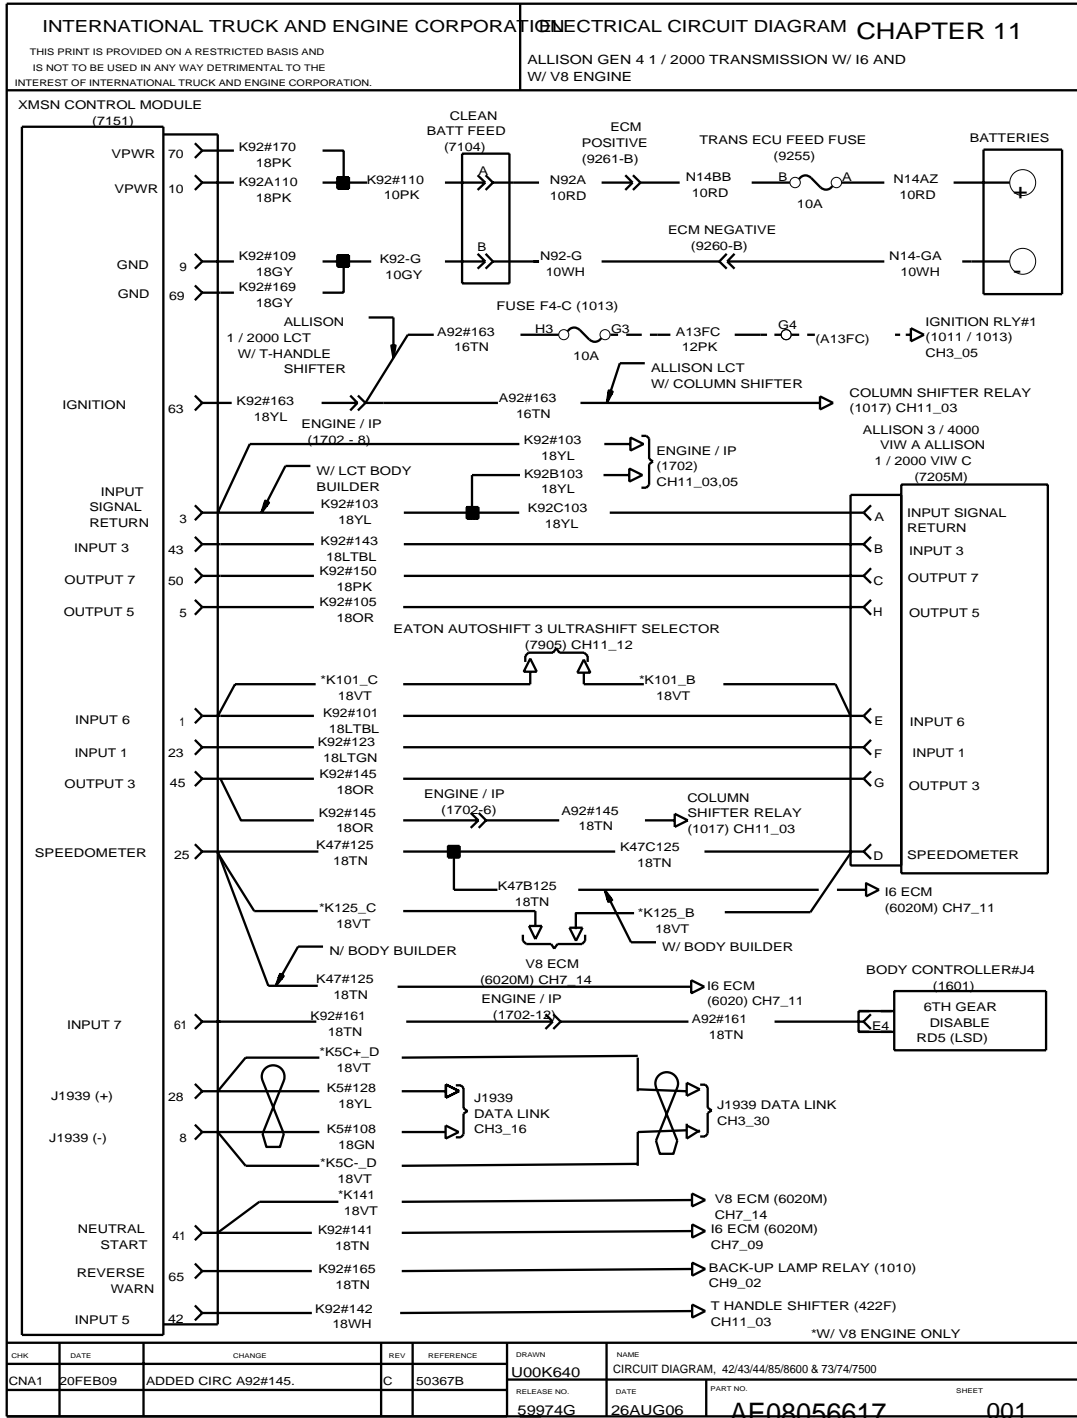 INTERNATIONAL TRUCK AND ENGINE CORPORATION
ELECTRICAL CIRCUIT DIAGRAM CHAPTER 11
THIS PRINT IS PROVIDED ON A RESTRICTED BASIS AND
IS NOT TO BE USED IN ANY WAY DETRIMENTAL TO THE
INTEREST OF INTERNATIONAL TRUCK AND ENGINE CORPORATION.
ALLISON GEN 4 1 / 2000 TRANSMISSION W/ I6 AND
W/ V8 ENGINE
XMSN CONTROL MODULE
(7151)
CLEAN
BATT FEED
(7104)
ECM
POSITIVE
(9261-B)
TRANS ECU FEED FUSE
(9255)
BATTERIES
VPWR 70 K92#170
18PK
VPWR 10 K92A110
18PK
K92#110
10PK
A
N92A
10RD
N14BB
10RD
B A
10A
N14AZ
10RD
+
ECM NEGATIVE
(9260-B)
GND 9 K92#109
18GY
K92-G
10GY
B
N92-G
10WH
N14-GA
10WH
-
GND 69 K92#169
18GY
FUSE F4-C (1013)
ALLISON
1 / 2000 LCT
W/ T-HANDLE
SHIFTER
A92#163
16TN
H3 G3
10A
A13FC
12PK
G4
(A13FC)
IGNITION RLY#1
(1011 / 1013)
CH3_05
ALLISON LCT
W/ COLUMN SHIFTER
IGNITION 63 K92#163
18YL
A92#163
16TN
COLUMN SHIFTER RELAY
(1017) CH11_03
ENGINE / IP
(1702 - 8)
K92#103
18YL
K92B103
18YL
ENGINE / IP
(1702)
CH11_03,05
ALLISON 3 / 4000
VIW A ALLISON
1 / 2000 VIW C
(7205M)
W/ LCT BODY
BUILDER
INPUT
SIGNAL
RETURN 3
K92#103
18YL
K92C103
18YL
A INPUT SIGNAL
RETURN
INPUT 3 43 K92#143
18LTBL
B INPUT 3
OUTPUT 7 50 K92#150
18PK
C OUTPUT 7
OUTPUT 5 5 K92#105
18OR
H OUTPUT 5
EATON AUTOSHIFT 3 ULTRASHIFT SELECTOR
(7905) CH11_12
*K101_C
18VT
*K101_B
18VT
INPUT 6 1 K92#101
18LTBL
E INPUT 6
INPUT 1 23 K92#123
18LTGN
F INPUT 1
OUTPUT 3 45 K92#145
18OR
G OUTPUT 3
K92#145
18OR
ENGINE / IP
(1702-6)
A92#145
18TN
COLUMN
SHIFTER RELAY
(1017) CH11_03
SPEEDOMETER 25 K47#125
18TN
K47C125
18TN
D SPEEDOMETER
K47B125
18TN
I6 ECM
(6020M) CH7_11
*K125_C
18VT
*K125_B
18VT
N/ BODY BUILDER
W/ BODY BUILDER
V8 ECM
(6020M) CH7_14
K47#125
18TN
I6 ECM
(6020) CH7_11
BODY CONTROLLER#J4
(1601)
INPUT 7 61 K92#161
18TN
ENGINE / IP
(1702-12)
A92#161
18TN
E4
6TH GEAR
DISABLE
RD5 (LSD)
*K5C+_D
18VT
J1939 (+) 28 K5#128
18YL
J1939
DATA LINK
CH3_16
J1939 DATA LINK
CH3_30
J1939 (-) 8 K5#108
18GN
*K5C-_D
18VT
*K141
18VT
V8 ECM (6020M)
CH7_14
NEUTRAL
START 41
K92#141
18TN
I6 ECM (6020M)
CH7_09
REVERSE
WARN 65
K92#165
18TN
BACK-UP LAMP RELAY (1010)
CH9_02
INPUT 5 42 K92#142
18WH
T HANDLE SHIFTER (422F)
CH11_03
*W/ V8 ENGINE ONLY
CHK DATE CHANGE REV REFERENCE
CNA1 20FEB09 ADDED CIRC A92#145. C 50367B
DRAWN
U00K640
NAME
CIRCUIT DIAGRAM, 42/43/44/85/8600 & 73/74/7500
RELEASE NO.
59974G
DATE
26AUG06
PART NO.
AE08056617
SHEET
001